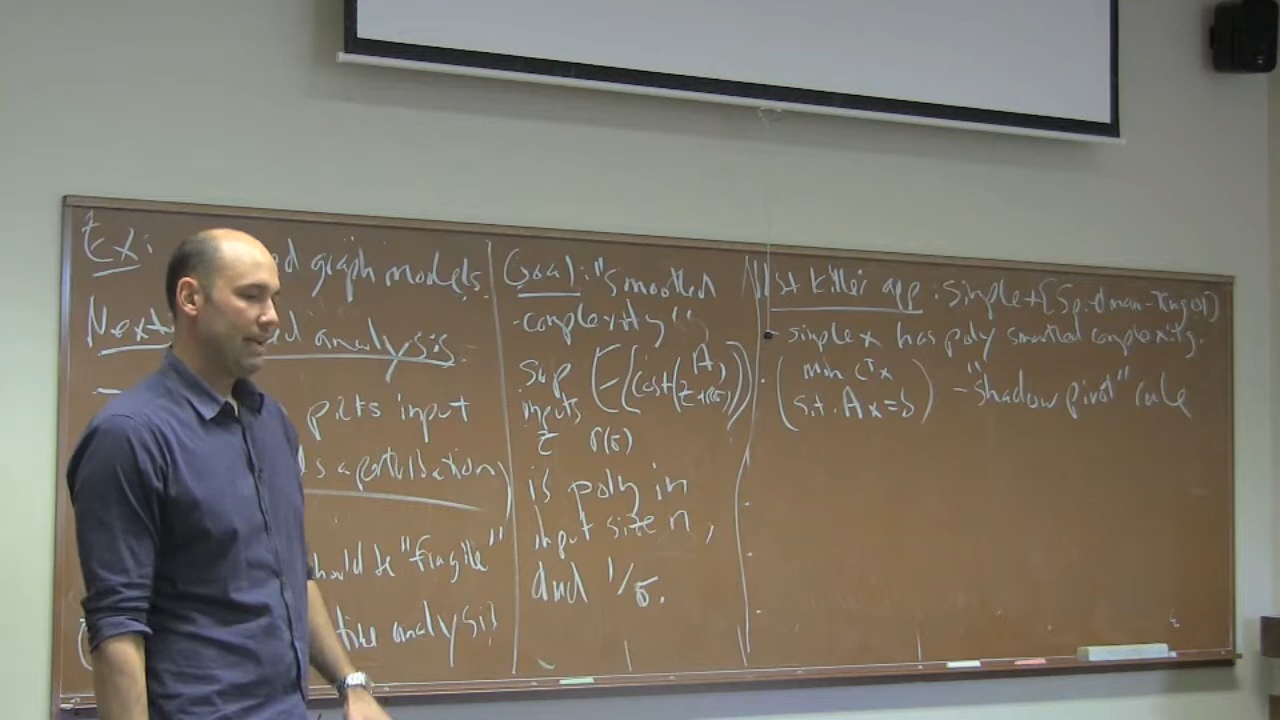 Ex: graph models.
Next analysis.
picks input
s a perturbation)
should be "fragile"
analysis
Goal: "smoothed
complexity"
sup E[cost(A, z+r(σ))]
inputs
z r(σ)
is poly in
input size n,
and 1/σ.
1st killer app: simplex [Spielman-Teng 01]
- simplex has poly smoothed complexity.
(min cᵀx
s.t. Ax=b)
- "shadow pivot" rule